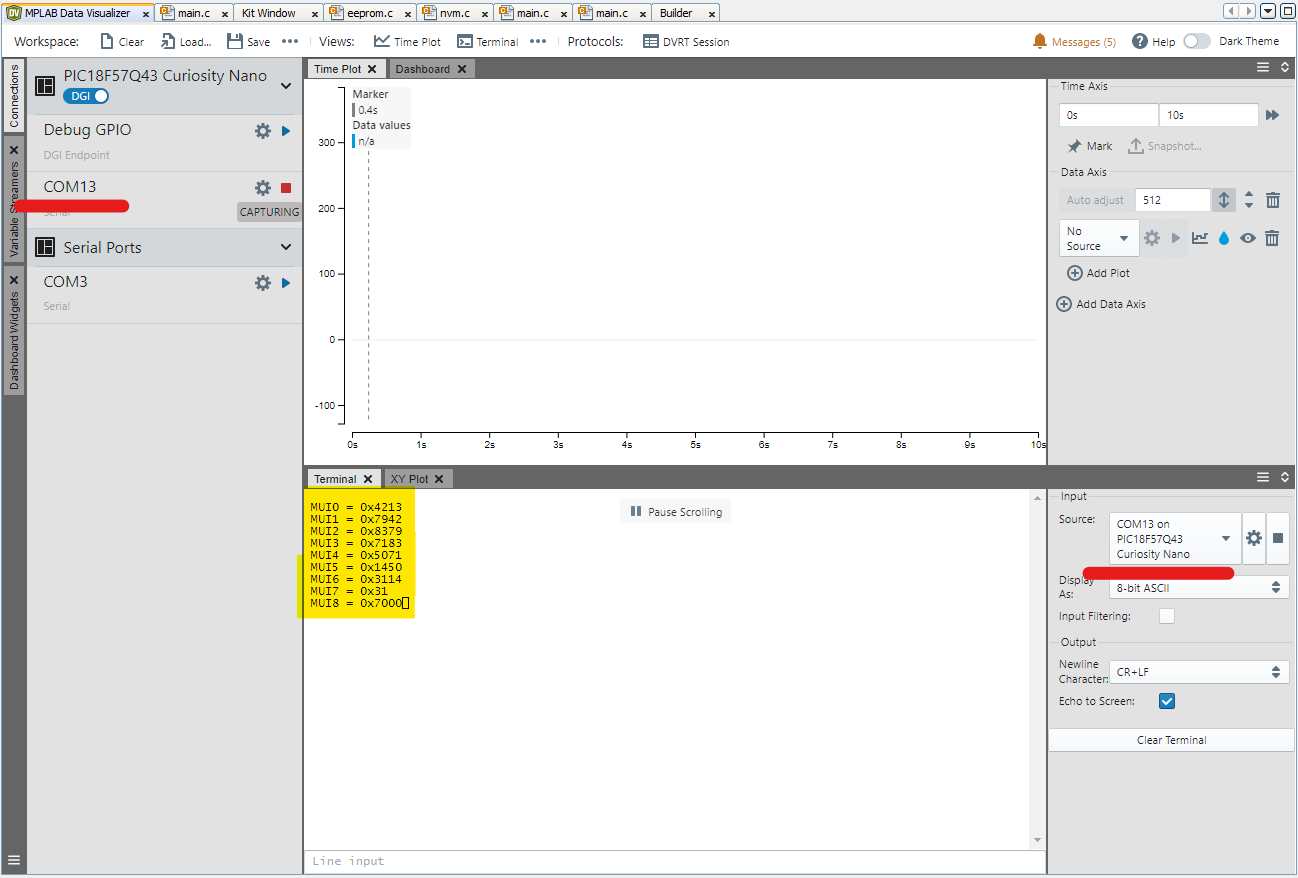 MPLAB Data Visualizer x main.c x Kit Window x eeprom.c x nvm.c x main.c x main.c x Builder x
Workspace: Clear Load... Save ••• Views: Time Plot Terminal ••• Protocols: DVRT Session Messages (5) Help Dark Theme
Connections
Variable Streamers
Dashboard Widgets
PIC18F57Q43 Curiosity Nano
DGI
Debug GPIO
DGI Endpoint
COM13
Serial
CAPTURING
Serial Ports
COM3
Serial
Time Plot Dashboard
Marker
0.4s
Data values
n/a
300
200
100
0
-100
0s 1s 2s 3s 4s 5s 6s 7s 8s 9s 10s
Time Axis
0s 10s
Mark Snapshot...
Data Axis
Auto adjust 512
No
Source
Add Plot
Add Data Axis
Terminal XY Plot
MUI0 = 0x4213
MUI1 = 0x7942
MUI2 = 0x8379
MUI3 = 0x7183
MUI4 = 0x5071
MUI5 = 0x1450
MUI6 = 0x3114
MUI7 = 0x31
MUI8 = 0x7000
Pause Scrolling
Line input
Input
Source:
COM13 on
PIC18F57Q43
Curiosity Nano
Display
As:
8-bit ASCII
Input Filtering:
Output
Newline
Character:
CR+LF
Echo to Screen:
Clear Terminal